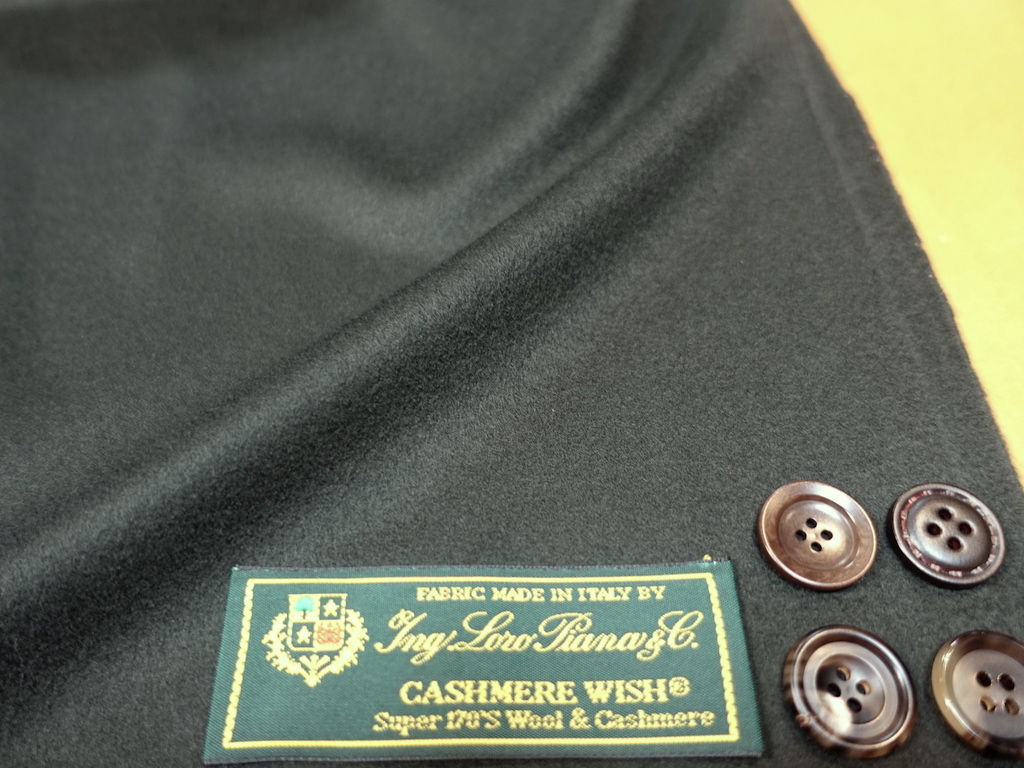 FABRIC MADE IN ITALY BY
Ing. Loro Piana & C.
CASHMERE WISH®
Super 170'S Wool & Cashmere